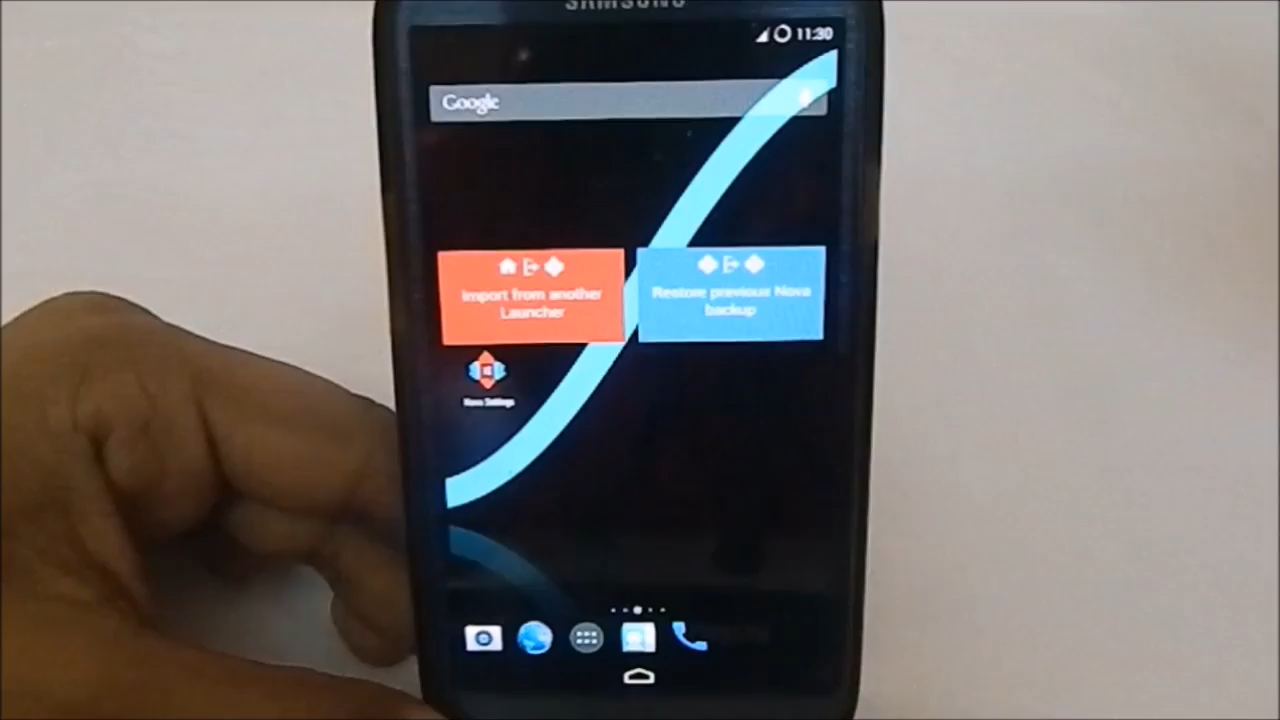 SAMSUNG
11:30
Google
Import from another
Launcher
Restore previous Nova
backup
Nova Settings